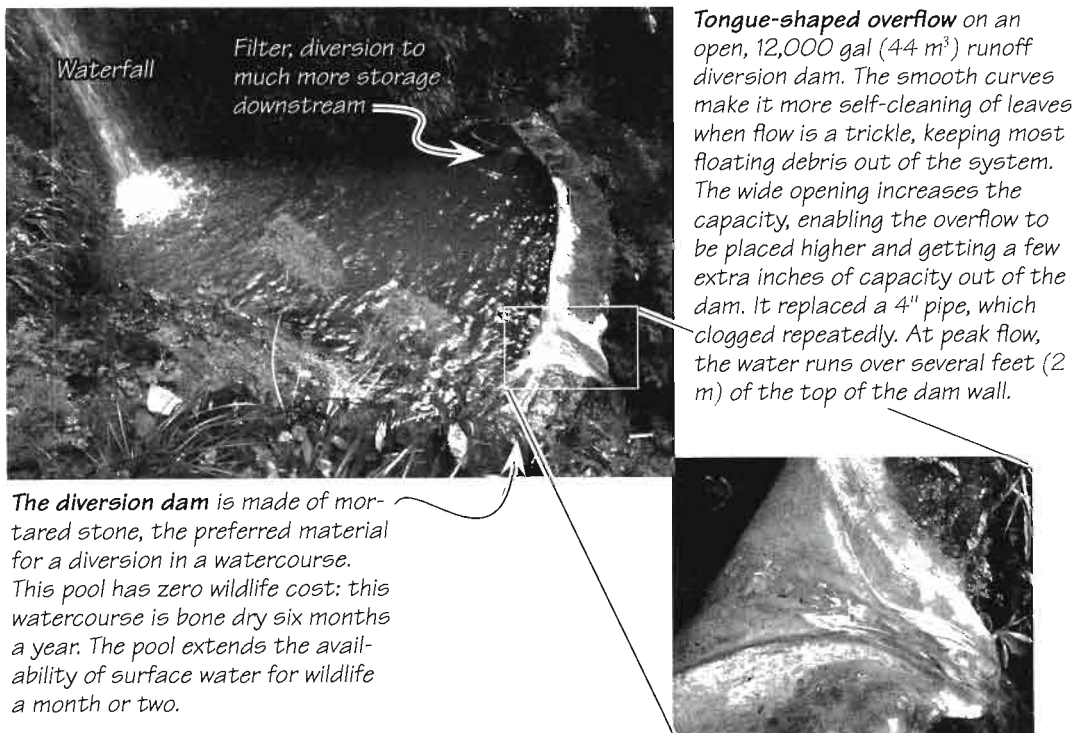 Waterfall
Filter, diversion to
much more storage
downstream
Tongue-shaped overflow on an
open, 12,000 gal (44 m³) runoff
diversion dam. The smooth curves
make it more self-cleaning of leaves
when flow is a trickle, keeping most
floating debris out of the system.
The wide opening increases the
capacity, enabling the overflow to
be placed higher and getting a few
extra inches of capacity out of the
dam. It replaced a 4" pipe, which
clogged repeatedly. At peak flow,
the water runs over several feet (2
m) of the top of the dam wall.
The diversion dam is made of mor-
tared stone, the preferred material
for a diversion in a watercourse.
This pool has zero wildlife cost: this
watercourse is bone dry six months
a year. The pool extends the avail-
ability of surface water for wildlife
a month or two.